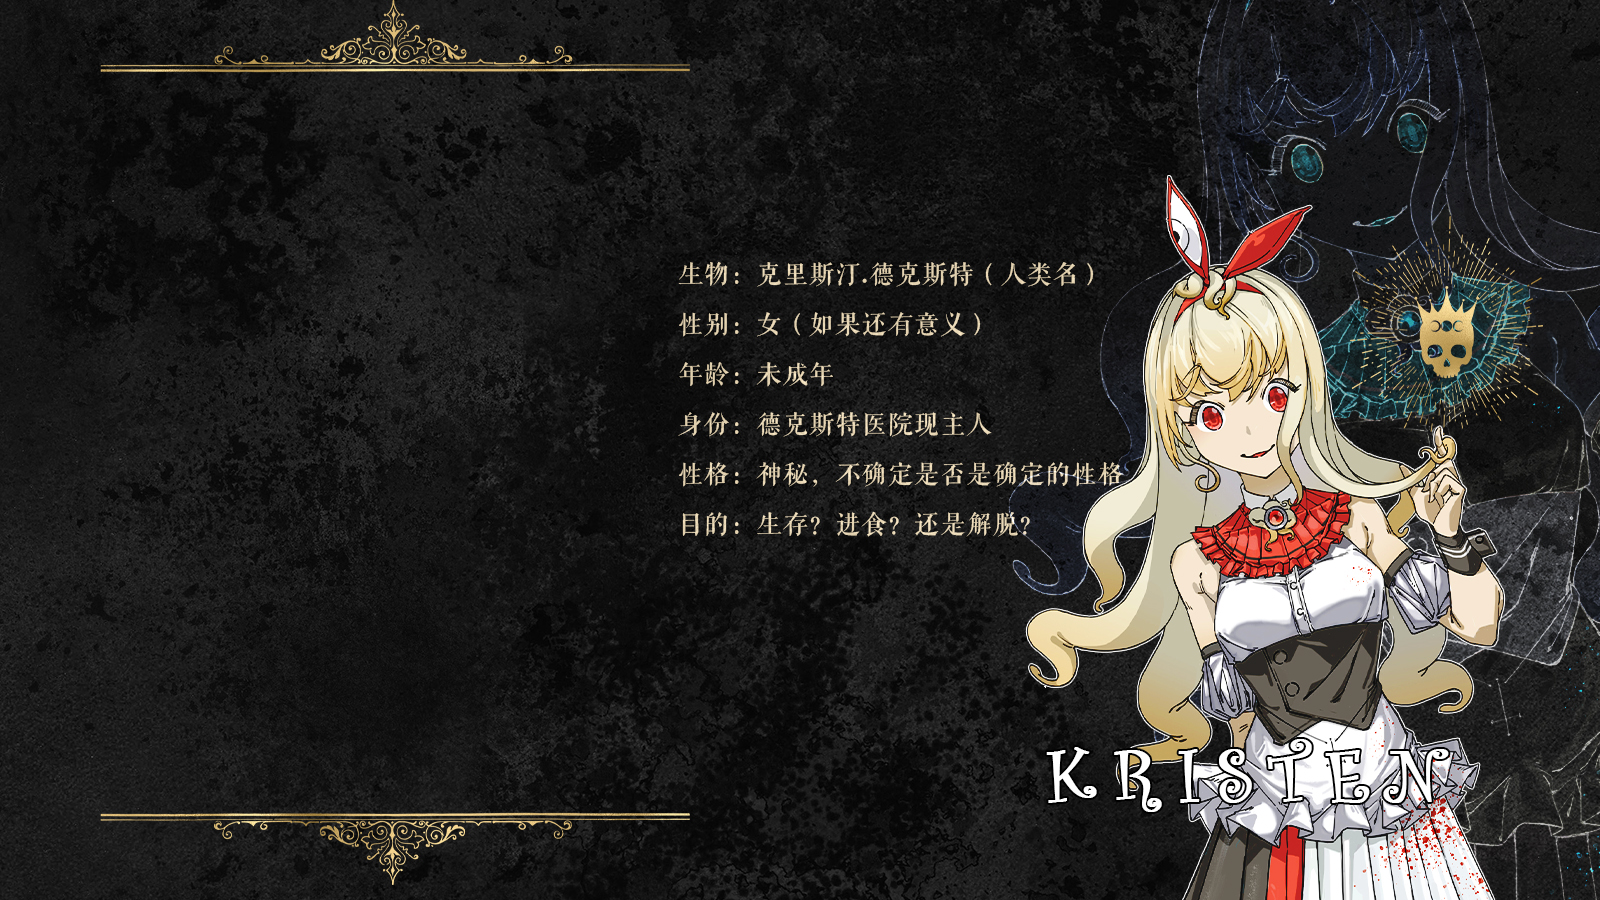 生物：克里斯汀.德克斯特（人类名）
性别：女（如果还有意义）
年龄：未成年
身份：德克斯特医院现主人
性格：神秘，不确定是否是确定的性格
目的：生存？进食？还是解脱？
KRISTEN